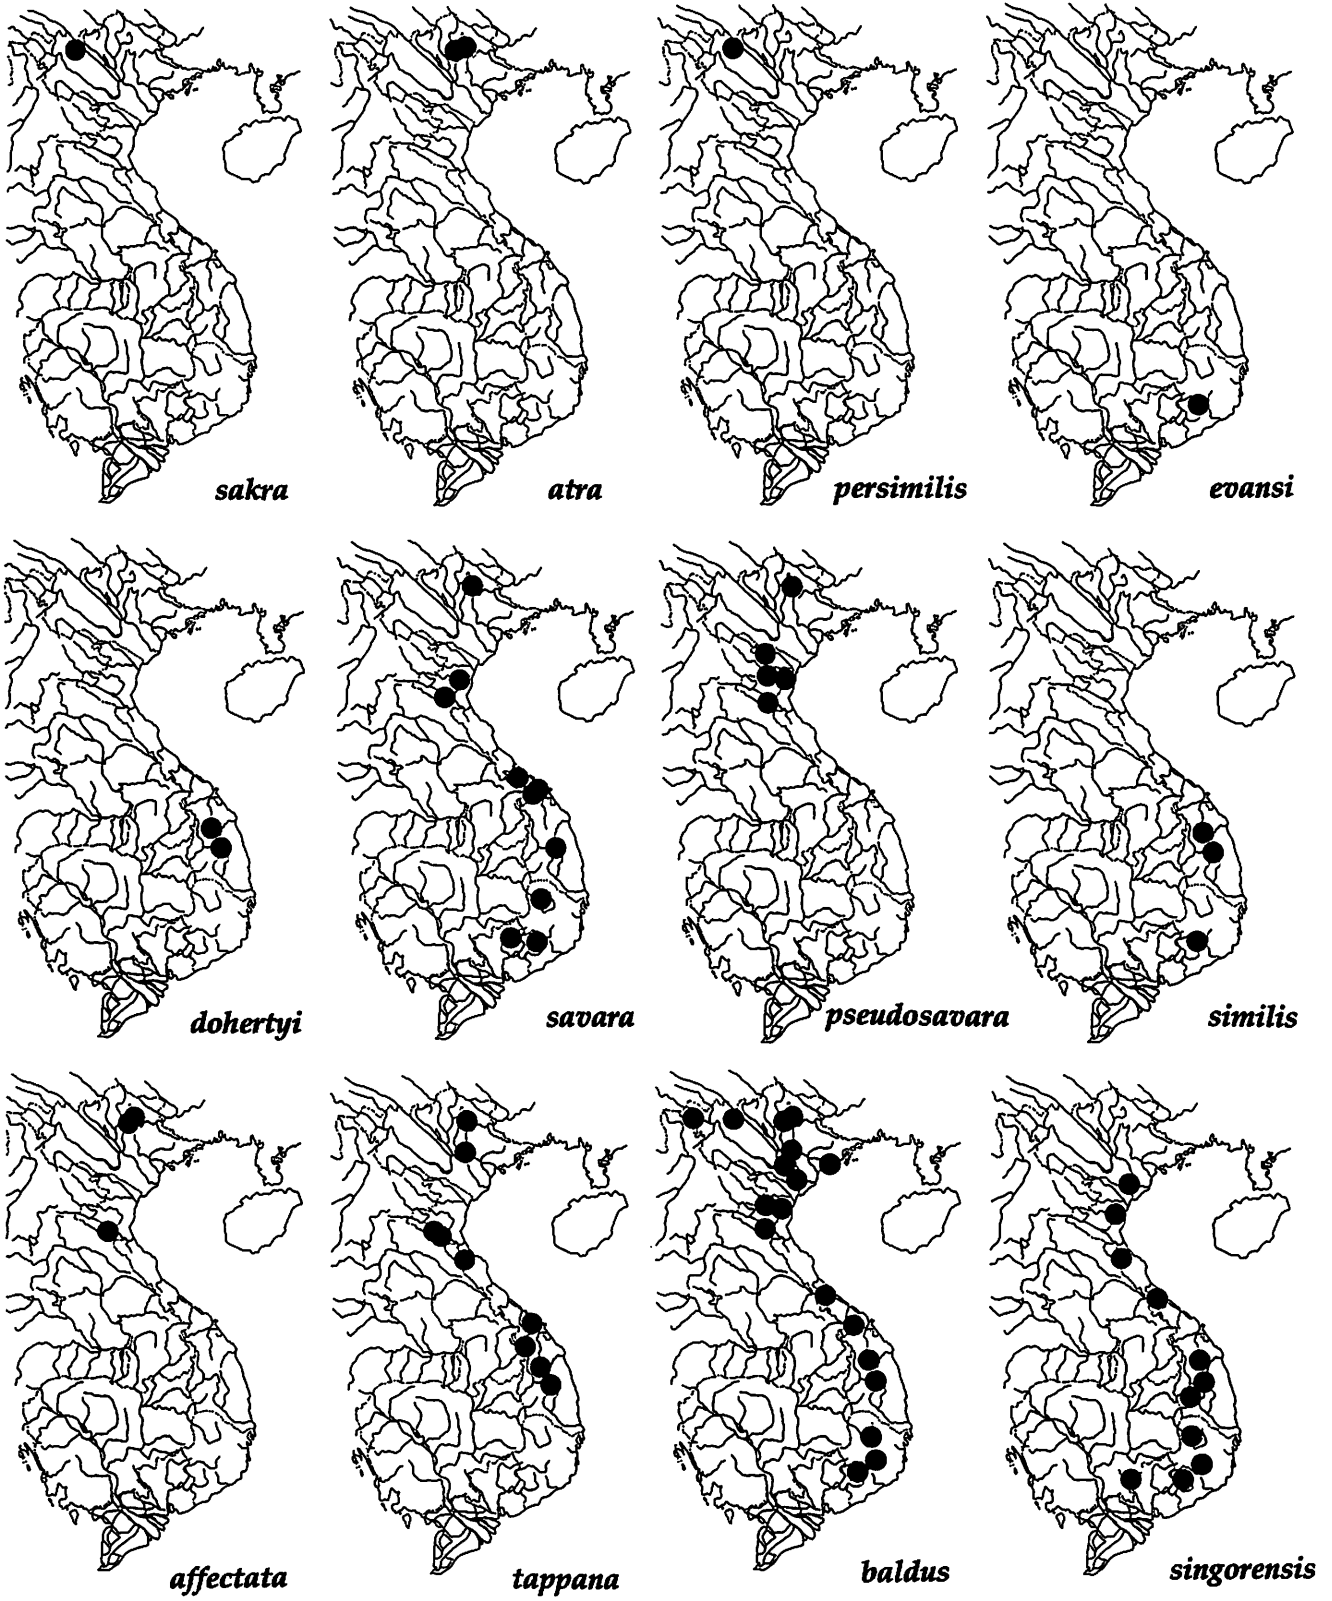 sakra
atra
persimilis
evansi
dohertyi
savara
pseudosavara
similis
affectata
tappana
baldus
singorensis